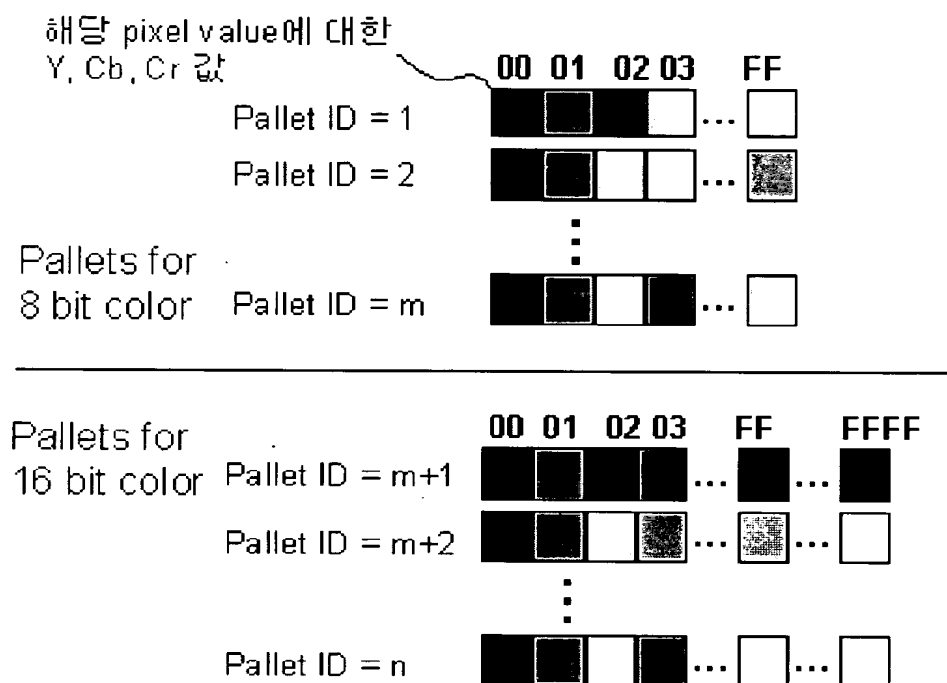 해당 pixel value에 대한
Y, Cb, Cr 값
00 01 02 03 FF
Pallet ID = 1 ...
Pallet ID = 2 ...
Pallets for
8 bit color
Pallet ID = m ...
Pallets for
16 bit color
00 01 02 03 FF FFFF
Pallet ID = m+1 ... ...
Pallet ID = m+2 ... ...
Pallet ID = n ... ...